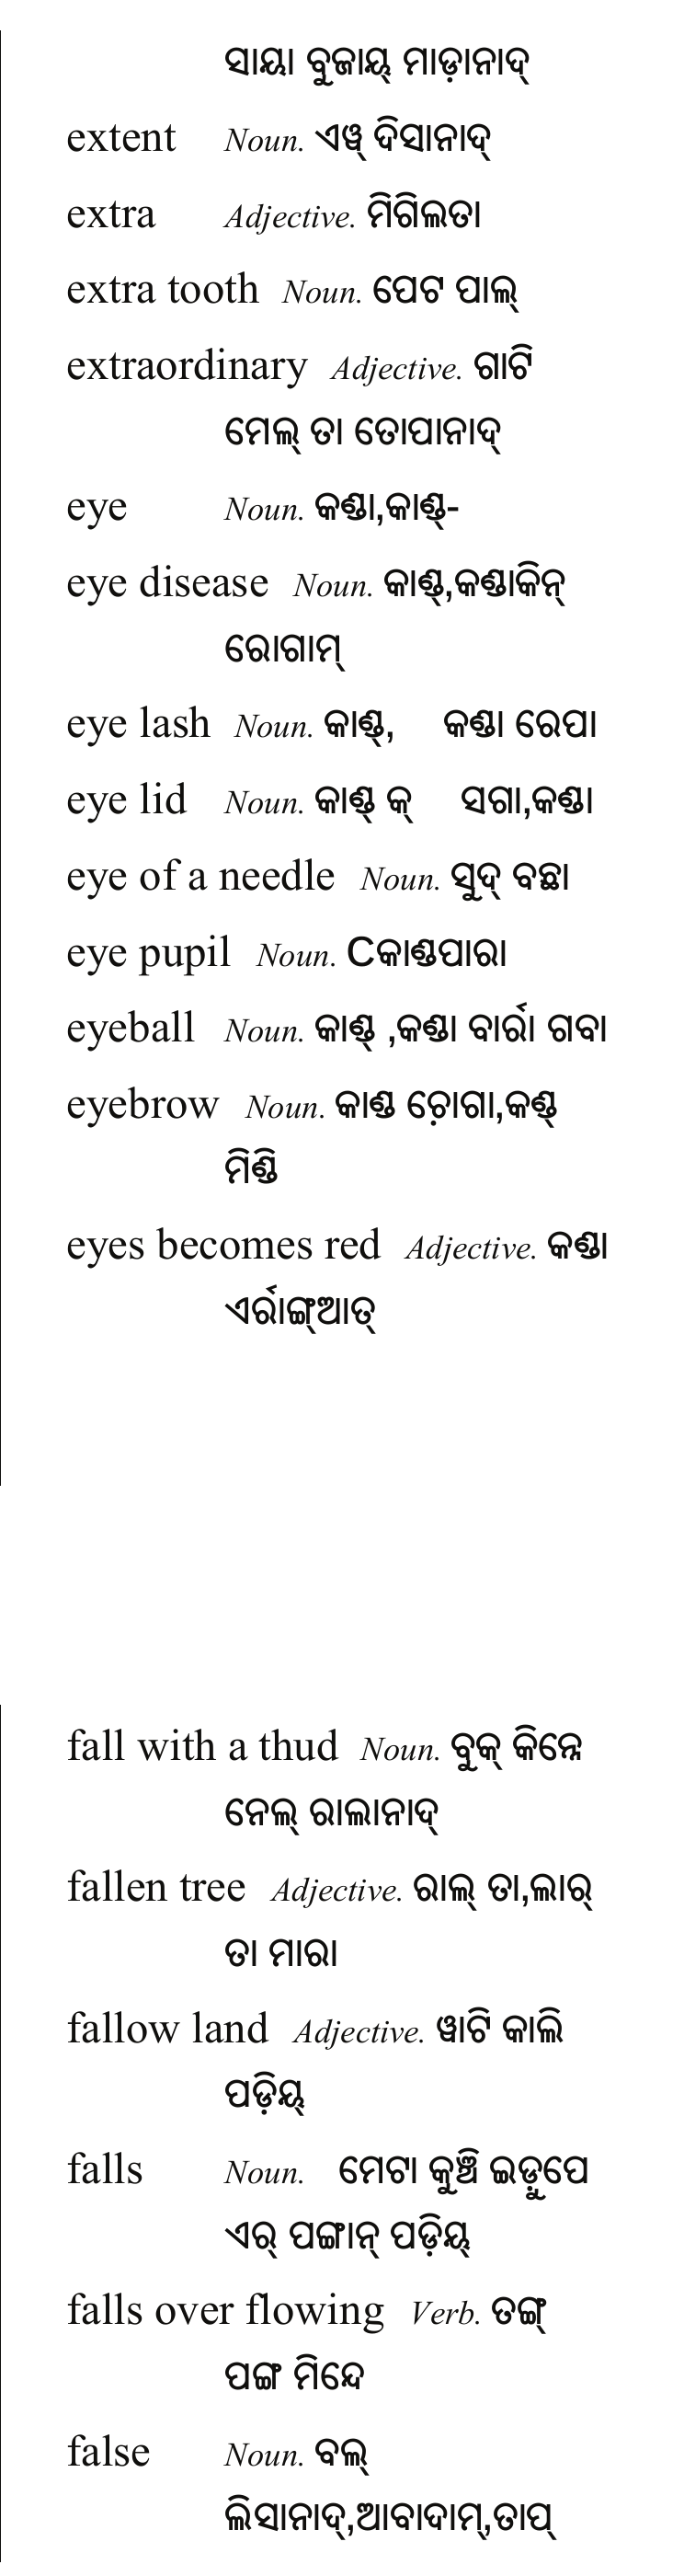 ସାୟା ବୁଜାୟ୍ ମାଡ଼ାନାଦ୍
extent Noun. ଏୱ୍ ଦିସାନାଦ୍
extra Adjective. ମିଗିଲତା
extra tooth Noun. ପେଟ ପାଲ୍
extraordinary Adjective. ଗାଟି
ମେଲ୍ ତା ତୋପାନାଦ୍
eye Noun. କଣ୍ଡା,କାଣ୍ଡ୍-
eye disease Noun. କାଣ୍ଡ୍,କଣ୍ଡାକିନ୍
ରୋଗାମ୍
eye lash Noun. କାଣ୍ଡ୍, କଣ୍ଡା ରେପା
eye lid Noun. କାଣ୍ଡ୍ କ୍ ସଗା,କଣ୍ଡା
eye of a needle Noun. ସୁଦ୍ ବଛା
eye pupil Noun. Cକାଣ୍ଡପାରା
eyeball Noun. କାଣ୍ଡ୍ ,କଣ୍ଡା ବାର୍ରା ଗବା
eyebrow Noun. କାଣ୍ଡ ଚ଼ୋଗା,କଣ୍ଡ୍
ମିଣ୍ଡି
eyes becomes red Adjective. କଣ୍ଡା
ଏର୍ରାଙ୍ଗ୍ଆତ୍
fall with a thud Noun. ବୁକ୍ କିନ୍ନେ
ନେଲ୍ ରାଲାନାଦ୍
fallen tree Adjective. ରାଲ୍ ତା,ଲାର୍
ତା ମାରା
fallow land Adjective. ୱାଟି କାଲି
ପଡ଼ିୟ୍
falls Noun. ମେଟା କୁଞ୍ଚି ଇଡ଼ୁପେ
ଏର୍ ପଙ୍ଗାନ୍ ପଡ଼ିୟ୍
falls over flowing Verb. ତଙ୍ଗ୍
ପଙ୍ଗ ମିନ୍ଦେ
false Noun. ବଲ୍
ଲିସାନାଦ୍,ଆବାଦାମ୍,ତାପ୍